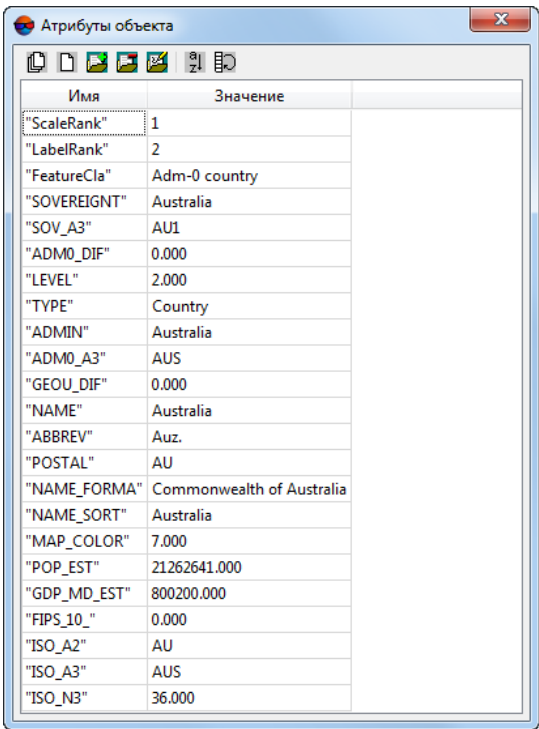 Атрибуты объекта
Имя Значение
"ScaleRank" 1
"LabelRank" 2
"FeatureCla" Adm-0 country
"SOVEREIGNT" Australia
"SOV_A3" AU1
"ADM0_DIF" 0.000
"LEVEL" 2.000
"TYPE" Country
"ADMIN" Australia
"ADM0_A3" AUS
"GEOU_DIF" 0.000
"NAME" Australia
"ABBREV" Auz.
"POSTAL" AU
"NAME_FORMA" Commonwealth of Australia
"NAME_SORT" Australia
"MAP_COLOR" 7.000
"POP_EST" 21262641.000
"GDP_MD_EST" 800200.000
"FIPS_10_" 0.000
"ISO_A2" AU
"ISO_A3" AUS
"ISO_N3" 36.000